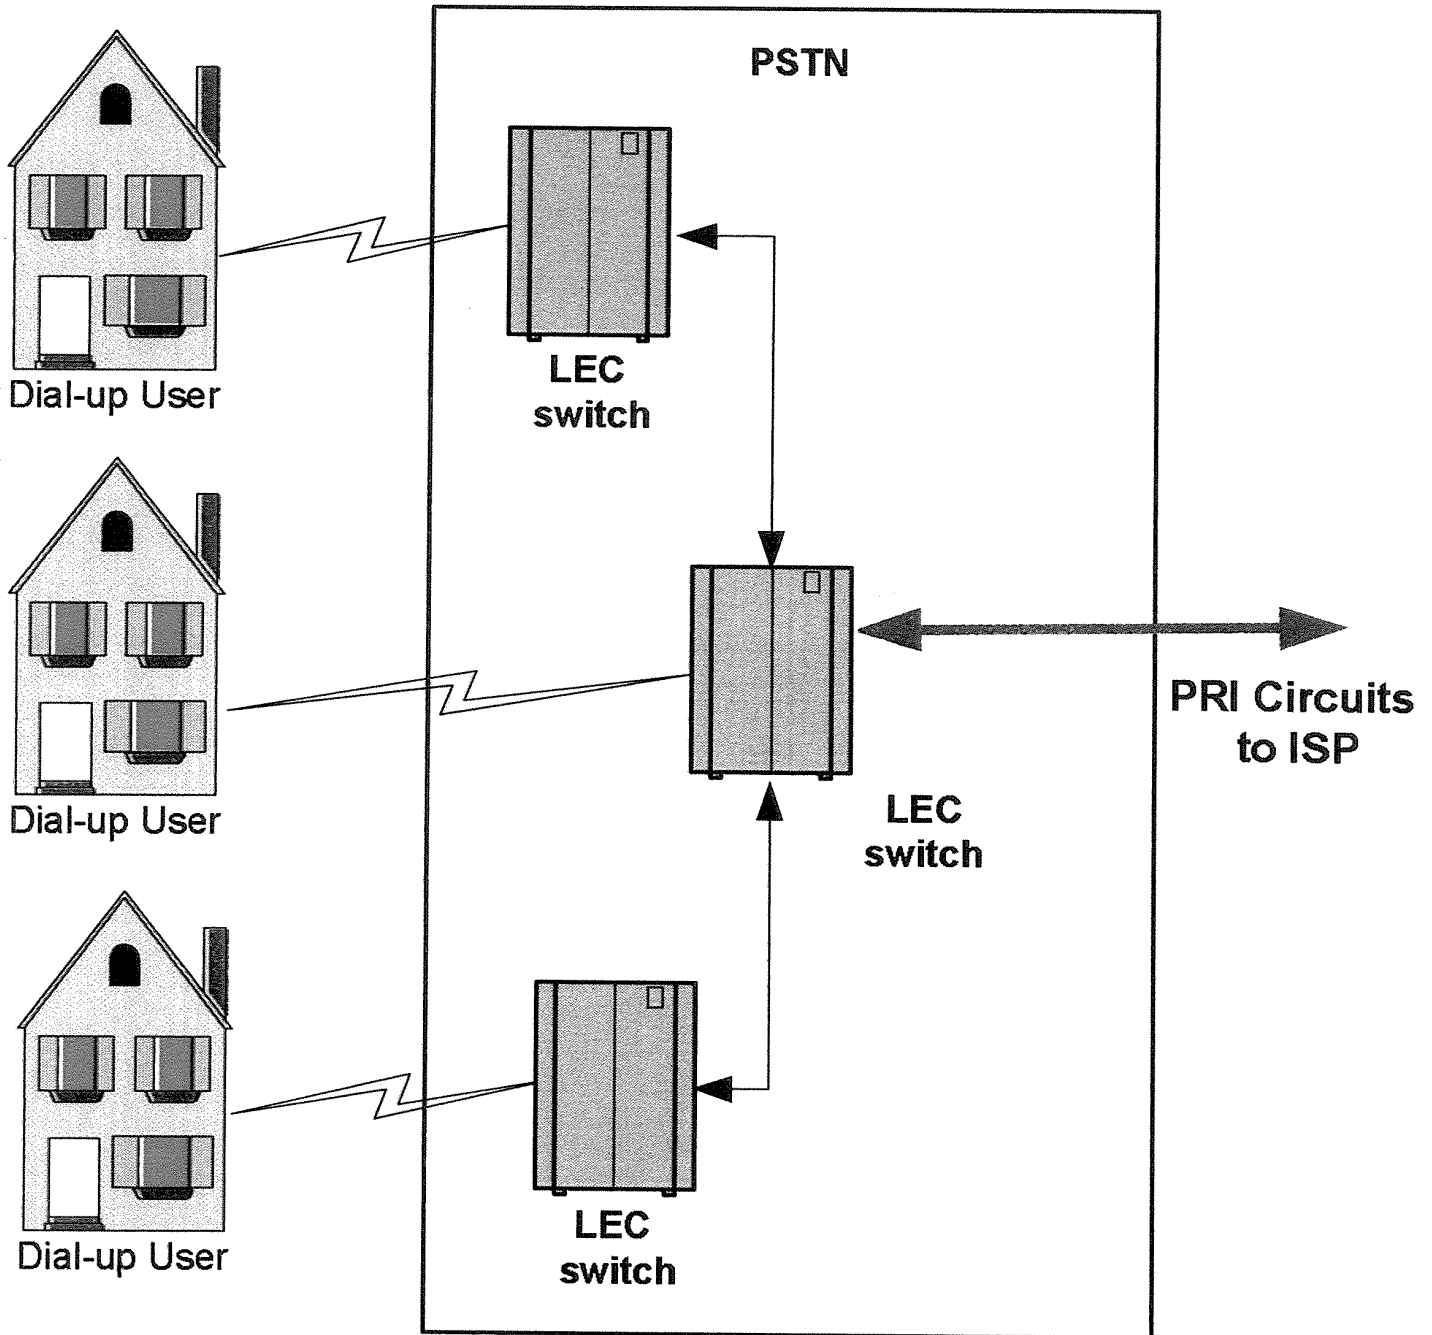 PSTN
Dial-up User
LEC
switch
PRI Circuits
to ISP
Dial-up User
LEC
switch
Dial-up User
LEC
switch